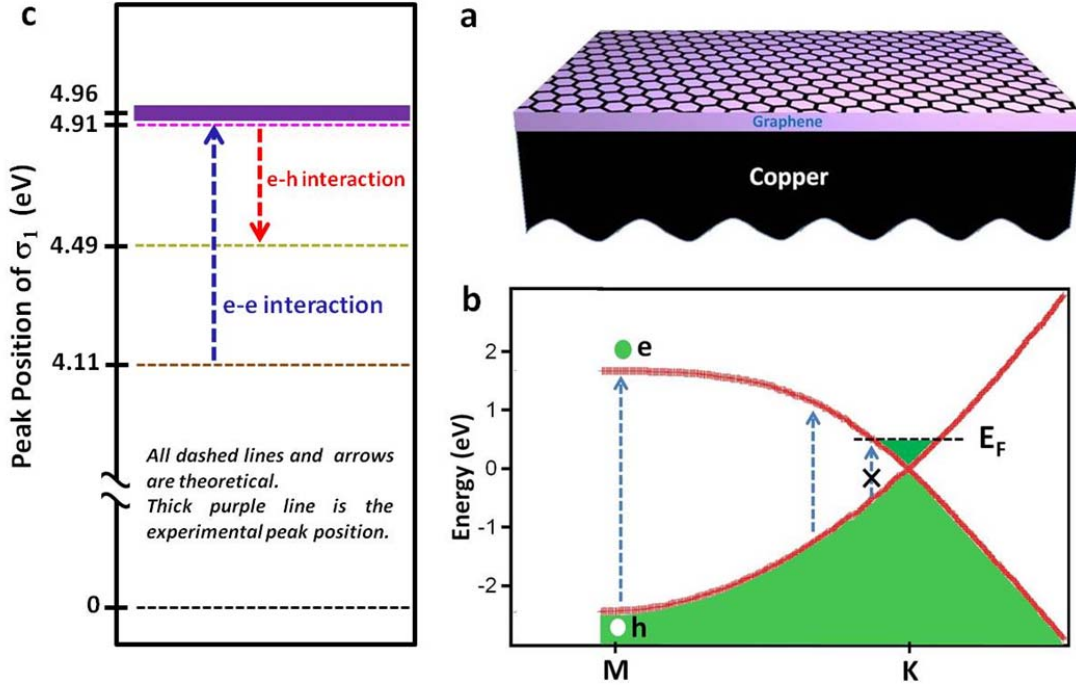 c
Peak Position of σ₁ (eV)
4.96
4.91
4.49
4.11
0
e-h interaction
e-e interaction
All dashed lines and arrows
are theoretical.
Thick purple line is the
experimental peak position.
a
Graphene
Copper
b
Energy (eV)
2
1
0
-1
-2
e
h
E_F
M
K